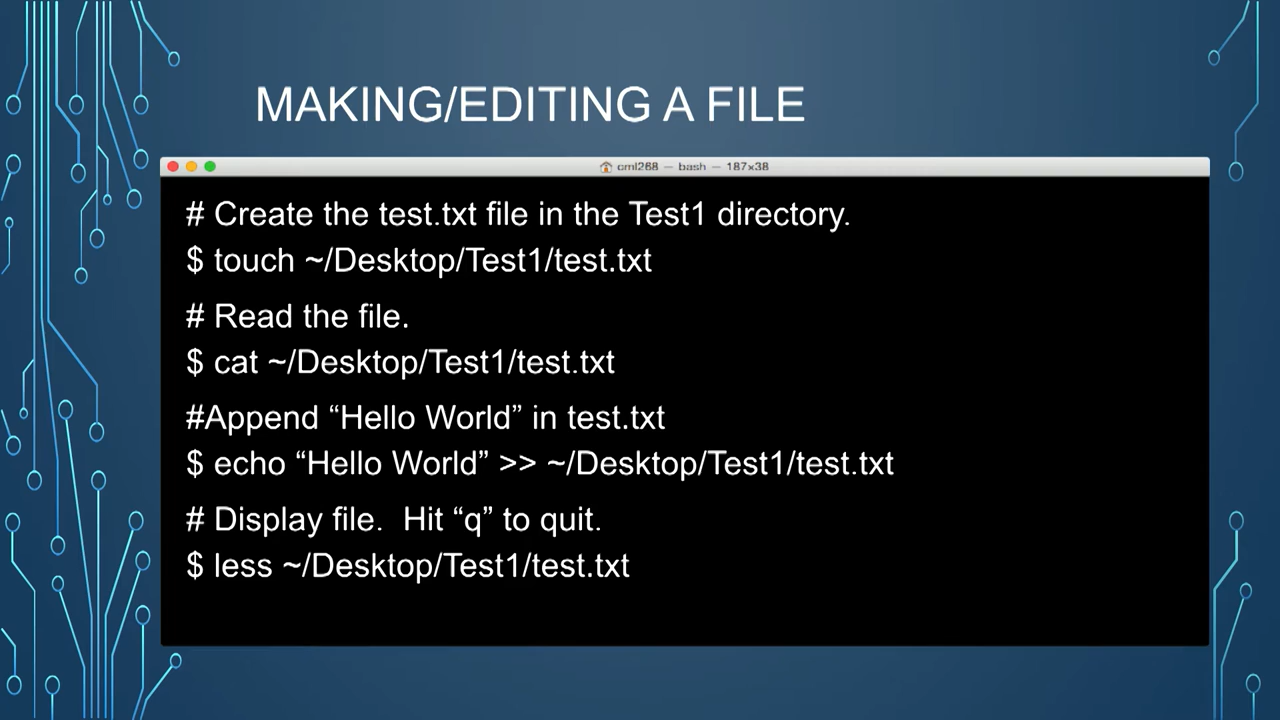 MAKING/EDITING A FILE
cml268 — bash — 187×38
# Create the test.txt file in the Test1 directory.
$ touch ~/Desktop/Test1/test.txt
# Read the file.
$ cat ~/Desktop/Test1/test.txt
#Append “Hello World” in test.txt
$ echo “Hello World” >> ~/Desktop/Test1/test.txt
# Display file.  Hit “q” to quit.
$ less ~/Desktop/Test1/test.txt